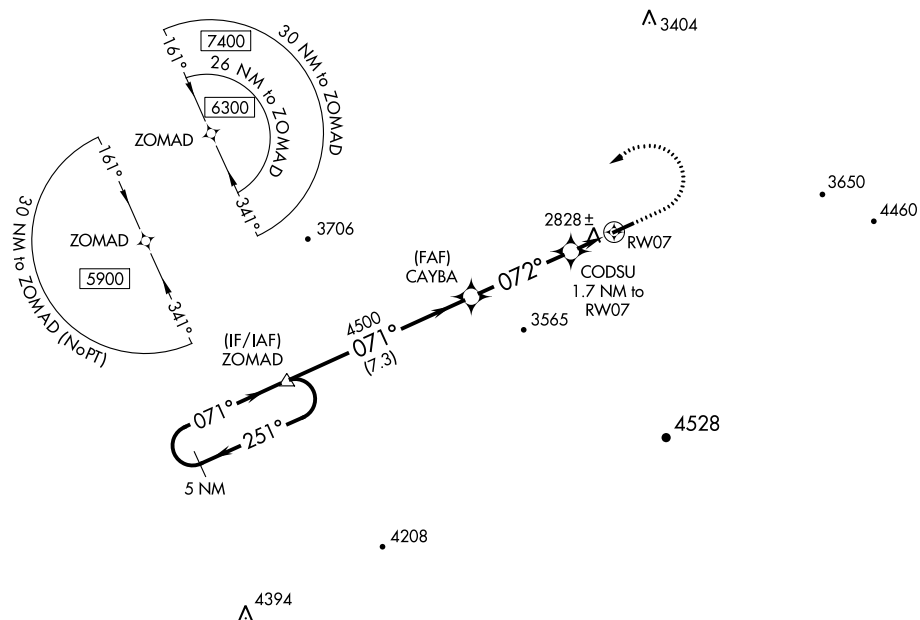 3404
7400
30 NM to ZOMAD
26 NM to ZOMAD
6300
161°
ZOMAD
341°
161°
ZOMAD
5900
30 NM to ZOMAD (NoPT)
341°
3706
3650
4460
2828 ±
RW07
(FAF)
CAYBA
072°
CODSU
1.7 NM to
RW07
3565
4500
071°
(7.3)
(IF/IAF)
ZOMAD
071°
251°
5 NM
4528
4208
4394